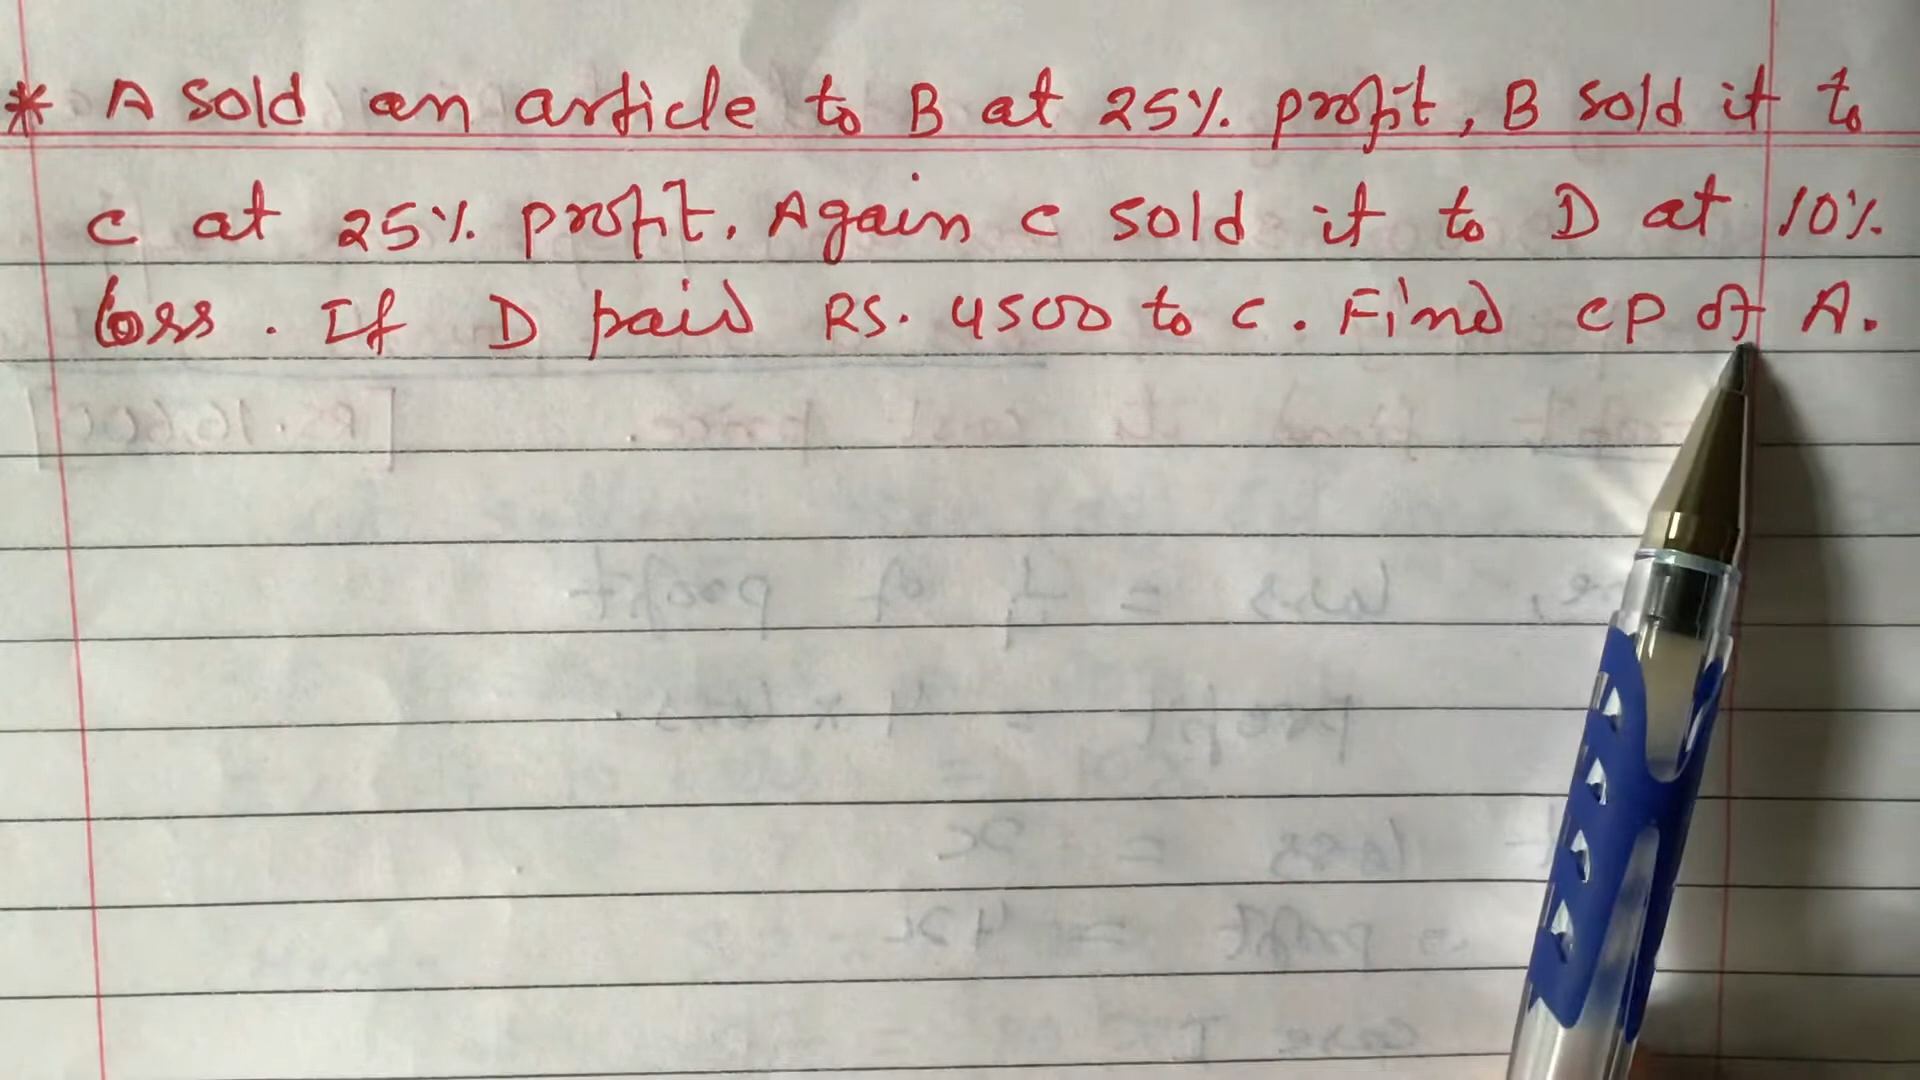 * A sold an article to B at 25% profit, B sold it to
C at 25% profit. Again C sold it to D at 10%
loss. If D paid RS. 4500 to C. Find CP of A.